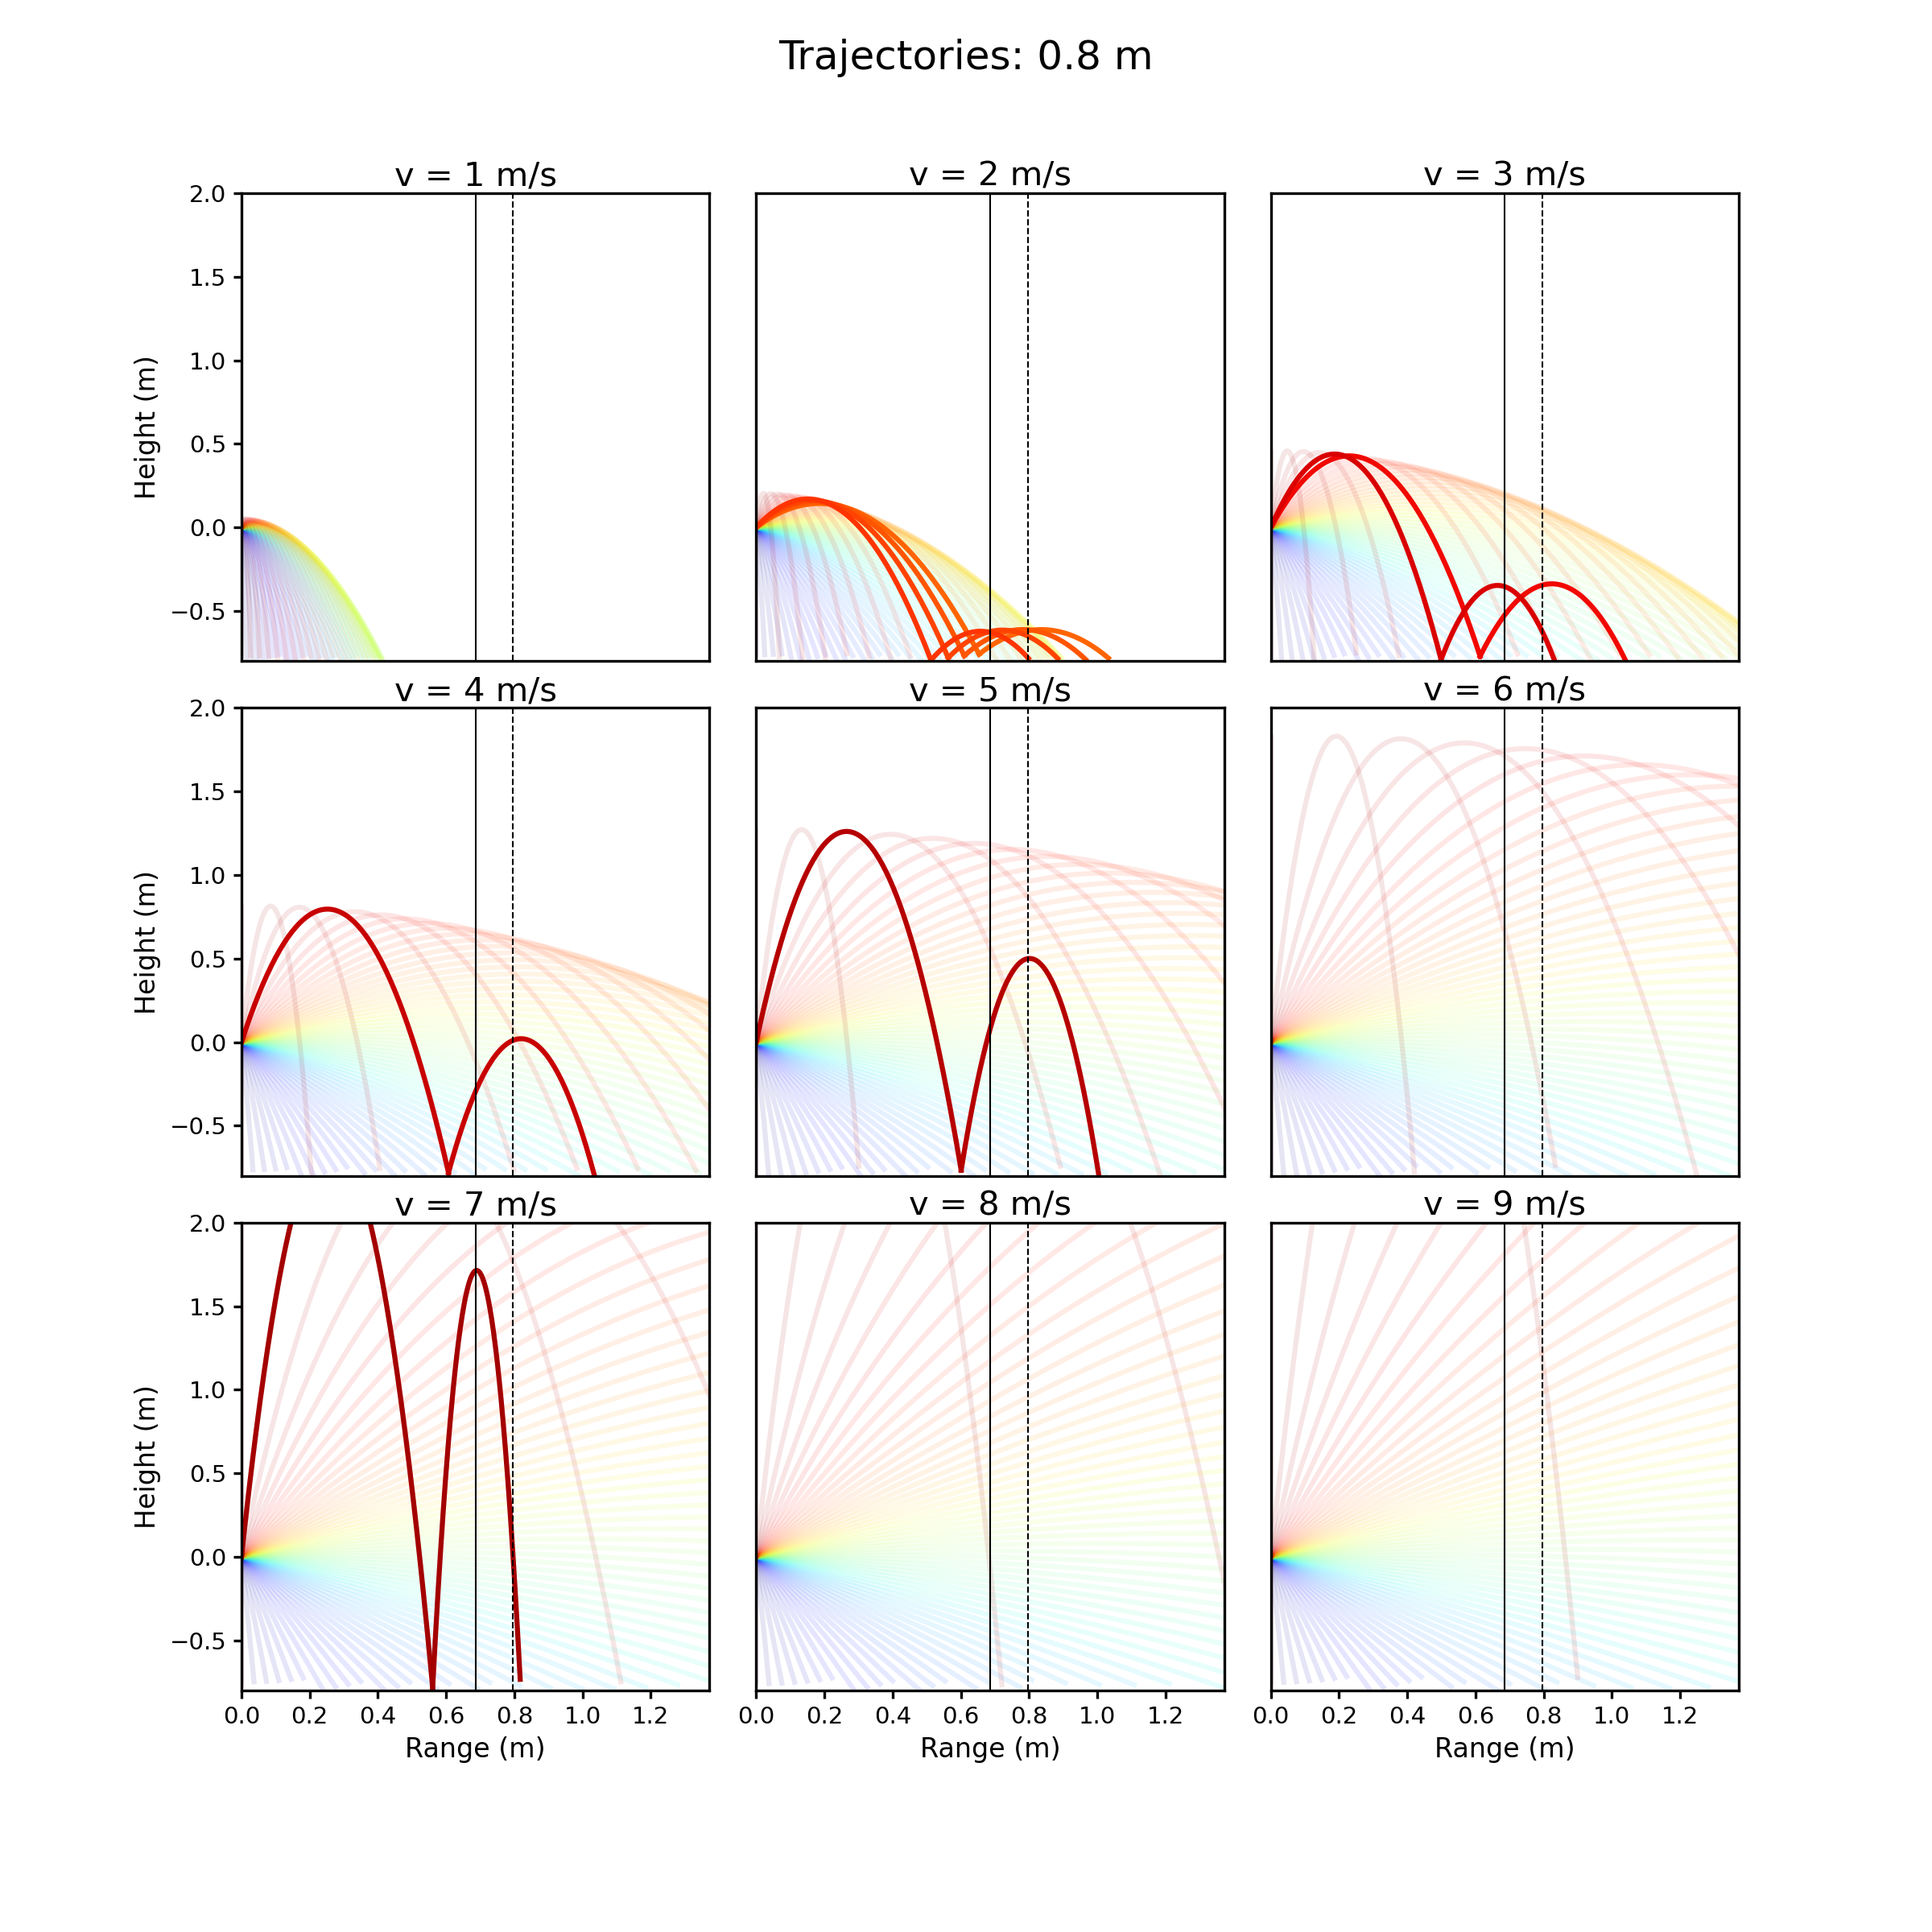 Trajectories: 0.8 m
v = 1 m/s
v = 2 m/s
v = 3 m/s
2.0
1.5
1.0
0.5
0.0
−0.5
Height (m)
v = 4 m/s
v = 5 m/s
v = 6 m/s
2.0
1.5
1.0
0.5
0.0
−0.5
Height (m)
v = 7 m/s
v = 8 m/s
v = 9 m/s
2.0
1.5
1.0
0.5
0.0
−0.5
Height (m)
0.0 0.2 0.4 0.6 0.8 1.0 1.2
0.0 0.2 0.4 0.6 0.8 1.0 1.2
0.0 0.2 0.4 0.6 0.8 1.0 1.2
Range (m)
Range (m)
Range (m)